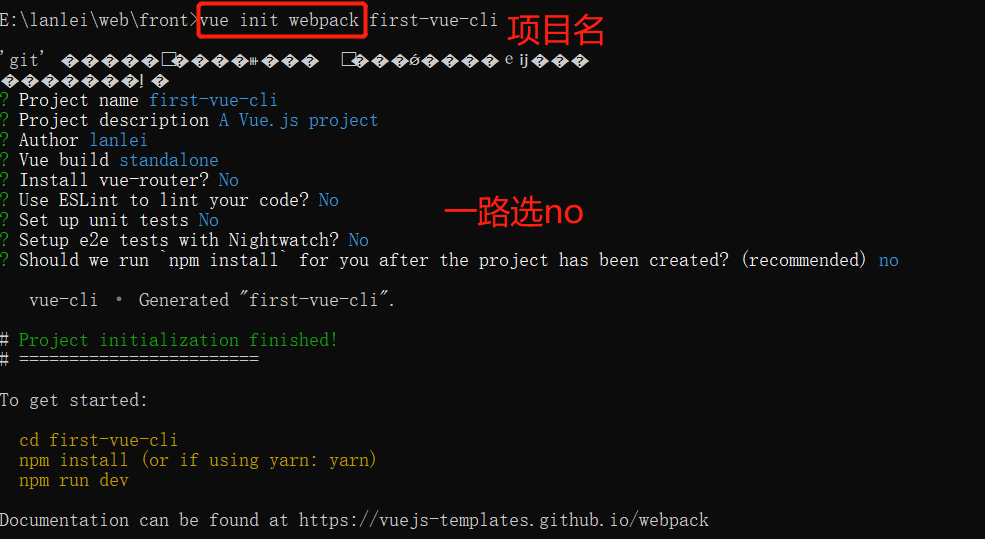 E:\lanlei\web\front>vue init webpack first-vue-cli
项目名
'git'
? Project name first-vue-cli
? Project description A Vue.js project
? Author lanlei
? Vue build standalone
? Install vue-router? No
? Use ESLint to lint your code? No
一路选no
? Set up unit tests No
? Setup e2e tests with Nightwatch? No
? Should we run `npm install` for you after the project has been created? (recommended) no
vue-cli · Generated "first-vue-cli".
# Project initialization finished!
# ========================
To get started:
cd first-vue-cli
npm install (or if using yarn: yarn)
npm run dev
Documentation can be found at https://vuejs-templates.github.io/webpack